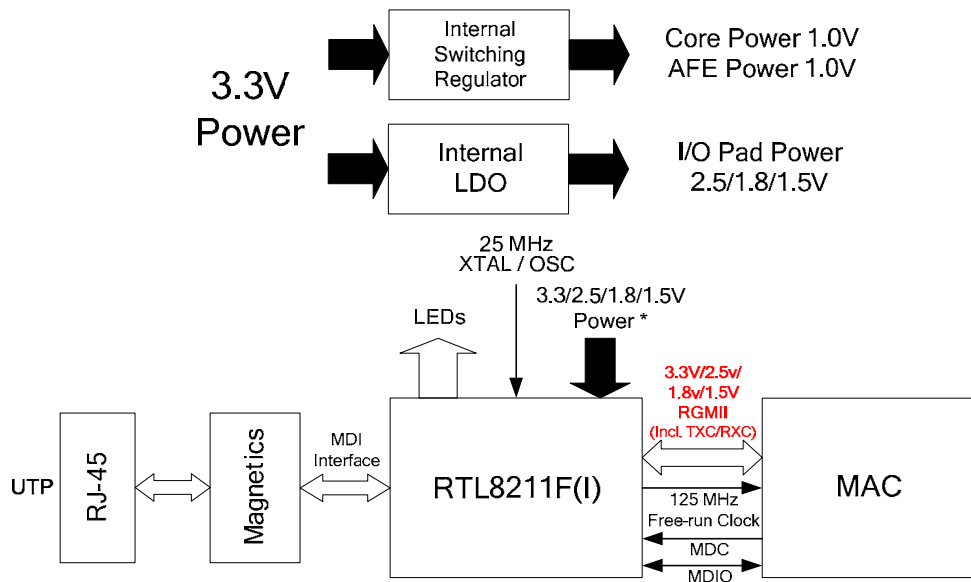 3.3V
Power
Internal
Switching
Regulator
Core Power 1.0V
AFE Power 1.0V
Internal
LDO
I/O Pad Power
2.5/1.8/1.5V
25 MHz
XTAL / OSC
3.3/2.5/1.8/1.5V
Power *
LEDs
3.3V/2.5v/
1.8v/1.5V
RGMII
(Incl. TXC/RXC)
UTP
RJ-45
Magnetics
MDI
Interface
RTL8211F(I)
125 MHz
Free-run Clock
MDC
MDIO
MAC